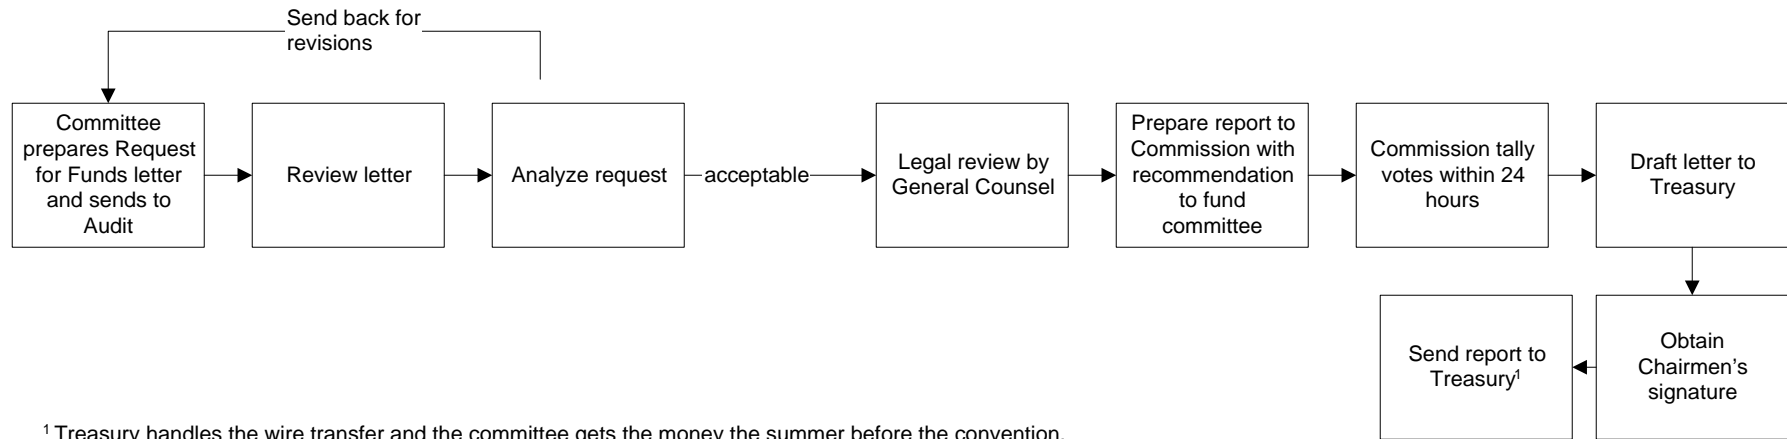 Send back for
revisions
Committee
prepares Request
for Funds letter
and sends to
Audit
Review letter
Analyze request
acceptable
Legal review by
General Counsel
Prepare report to
Commission with
recommendation
to fund
committee
Commission tally
votes within 24
hours
Draft letter to
Treasury
Obtain
Chairmen’s
signature
Send report to
Treasury¹
¹ Treasury handles the wire transfer and the committee gets the money the summer before the convention.